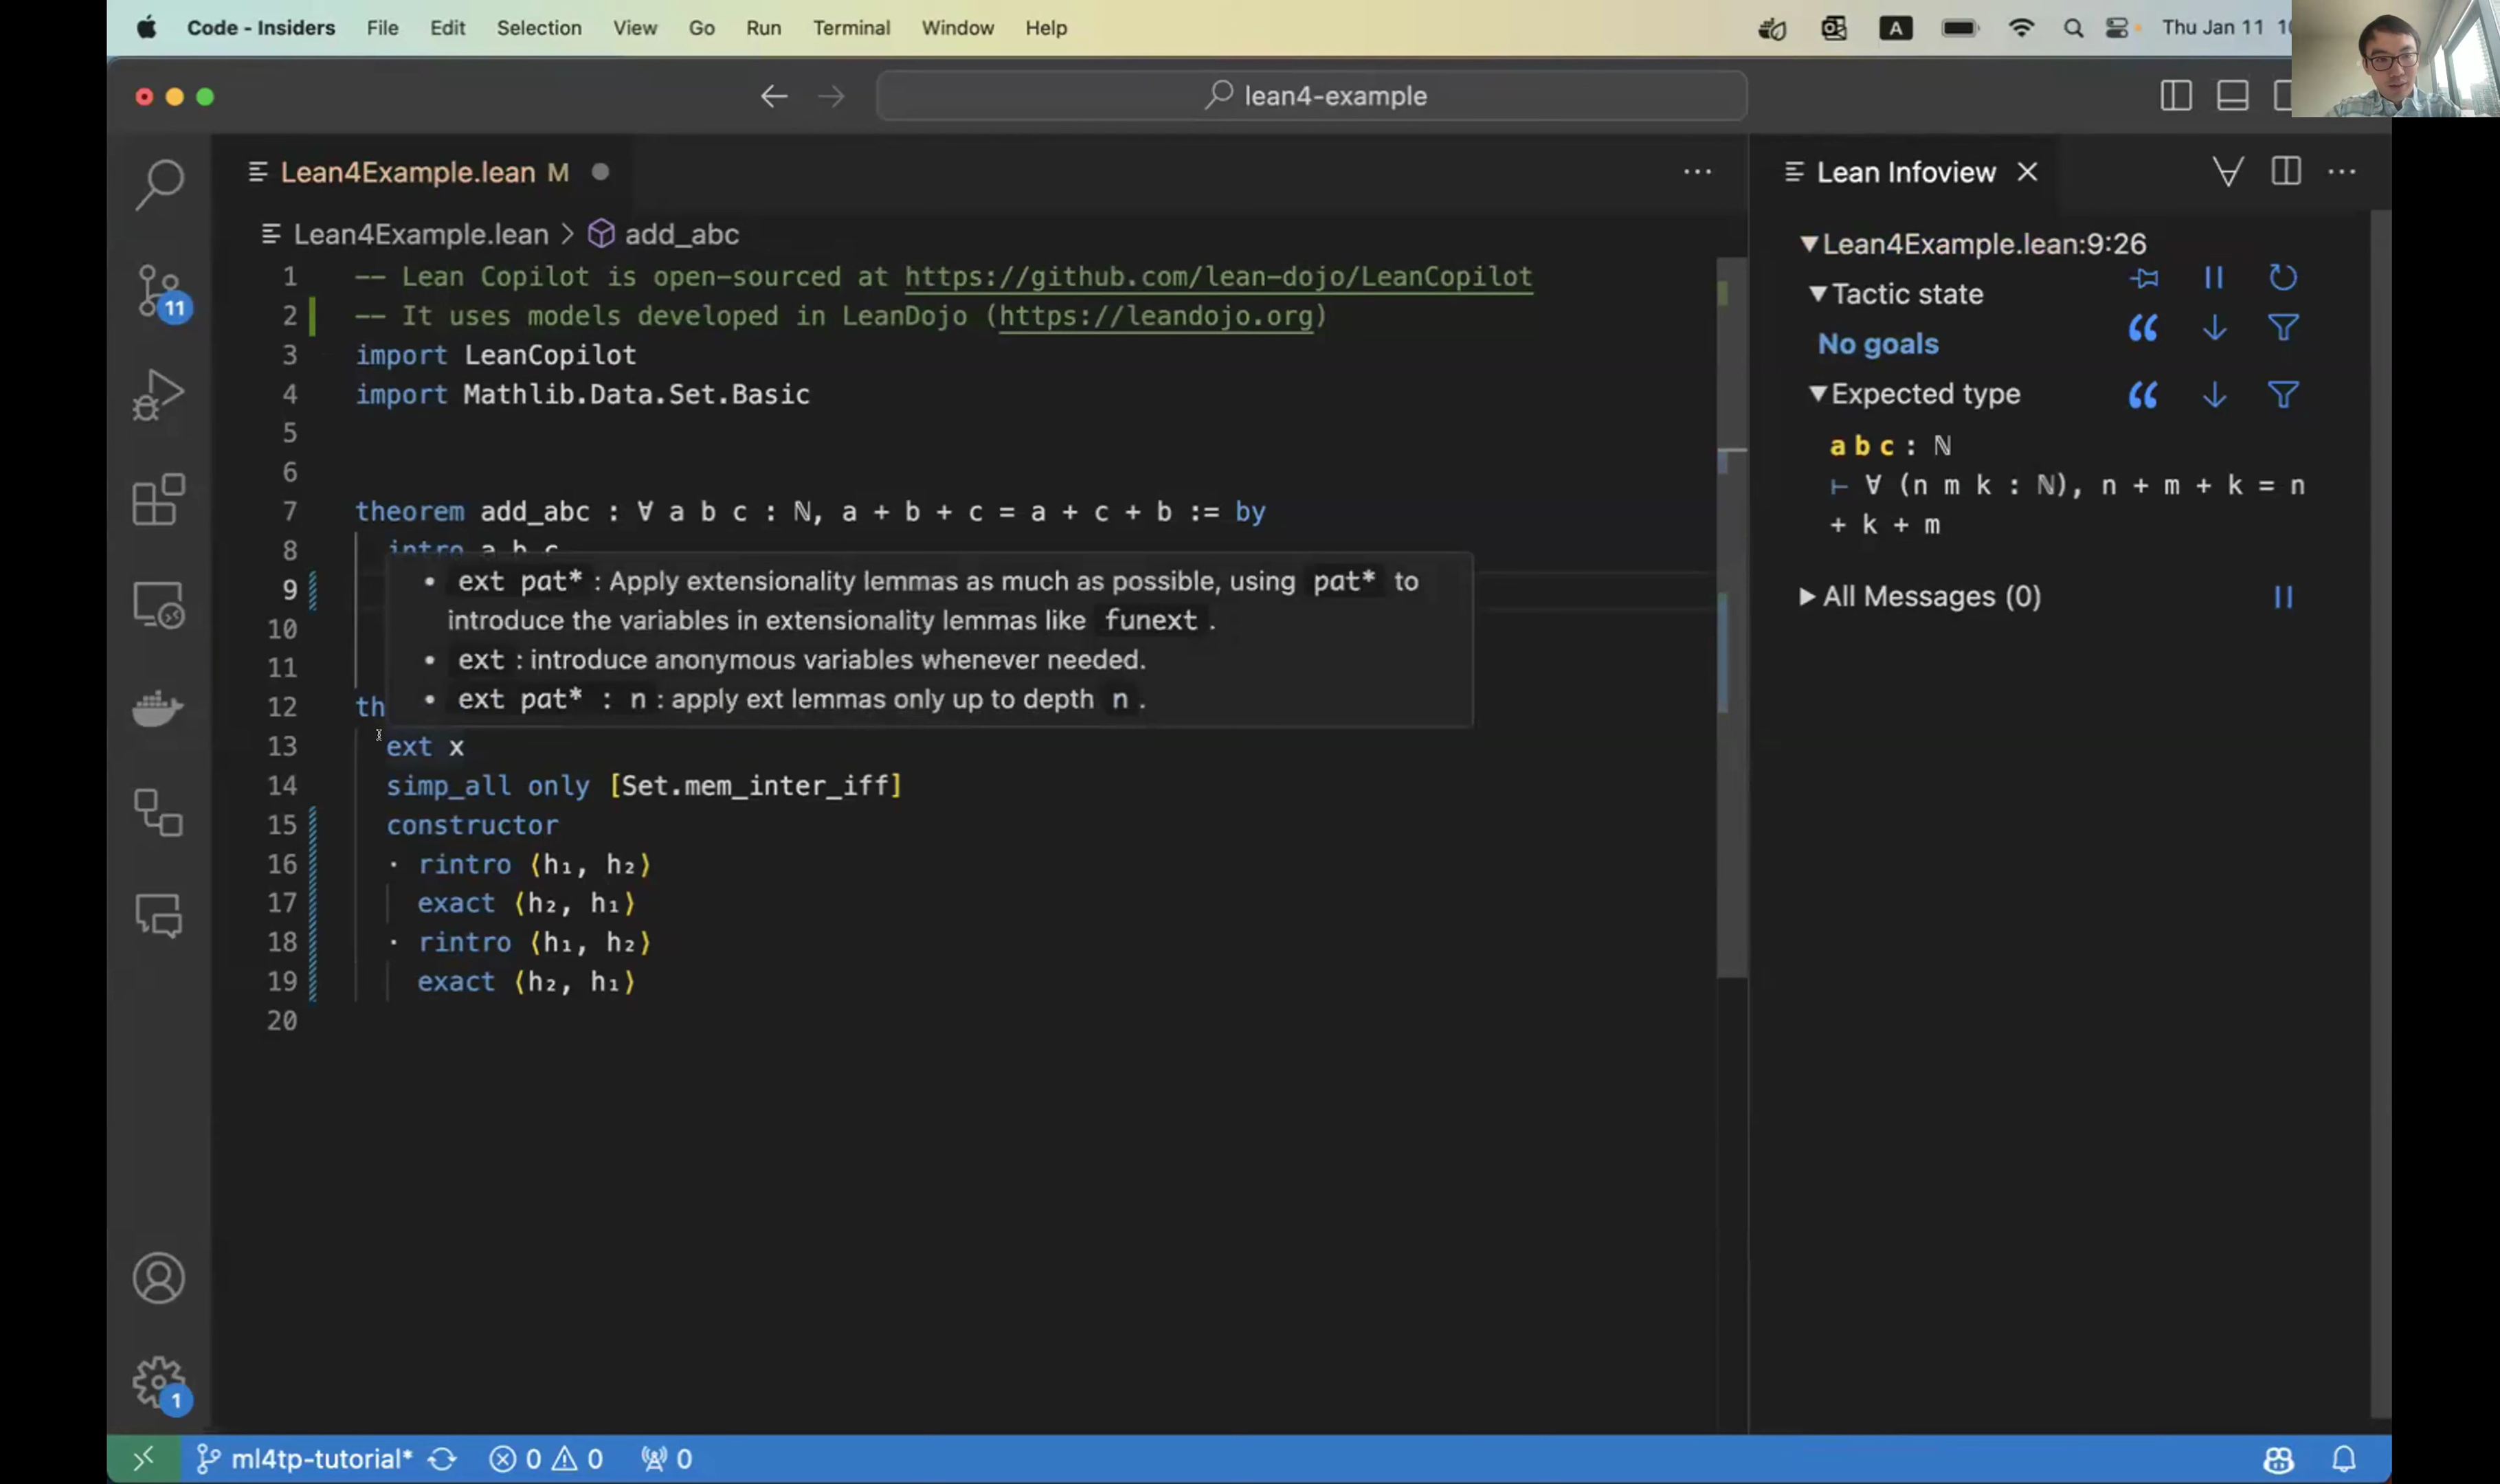 Code - Insiders File Edit Selection View Go Run Terminal Window Help A Thu Jan 11
lean4-example
Lean4Example.lean M
Lean4Example.lean > add_abc
1 -- Lean Copilot is open-sourced at https://github.com/lean-dojo/LeanCopilot
2 -- It uses models developed in LeanDojo (https://leandojo.org)
3 import LeanCopilot
4 import Mathlib.Data.Set.Basic
5
6
7 theorem add_abc : ∀ a b c : ℕ, a + b + c = a + c + b := by
8 intro a b c
9
10
11
12 th
• ext pat* : Apply extensionality lemmas as much as possible, using pat* to
introduce the variables in extensionality lemmas like funext .
• ext : introduce anonymous variables whenever needed.
• ext pat* : n : apply ext lemmas only up to depth n .
13 ext x
14 simp_all only [Set.mem_inter_iff]
15 constructor
16 · rintro ⟨h₁, h₂⟩
17 exact ⟨h₂, h₁⟩
18 · rintro ⟨h₁, h₂⟩
19 exact ⟨h₂, h₁⟩
20
Lean Infoview
▼Lean4Example.lean:9:26
▼Tactic state
No goals
▼Expected type
a b c : ℕ
⊢ ∀ (n m k : ℕ), n + m + k = n
+ k + m
▶All Messages (0)
11
1
ml4tp-tutorial* 0 0 0